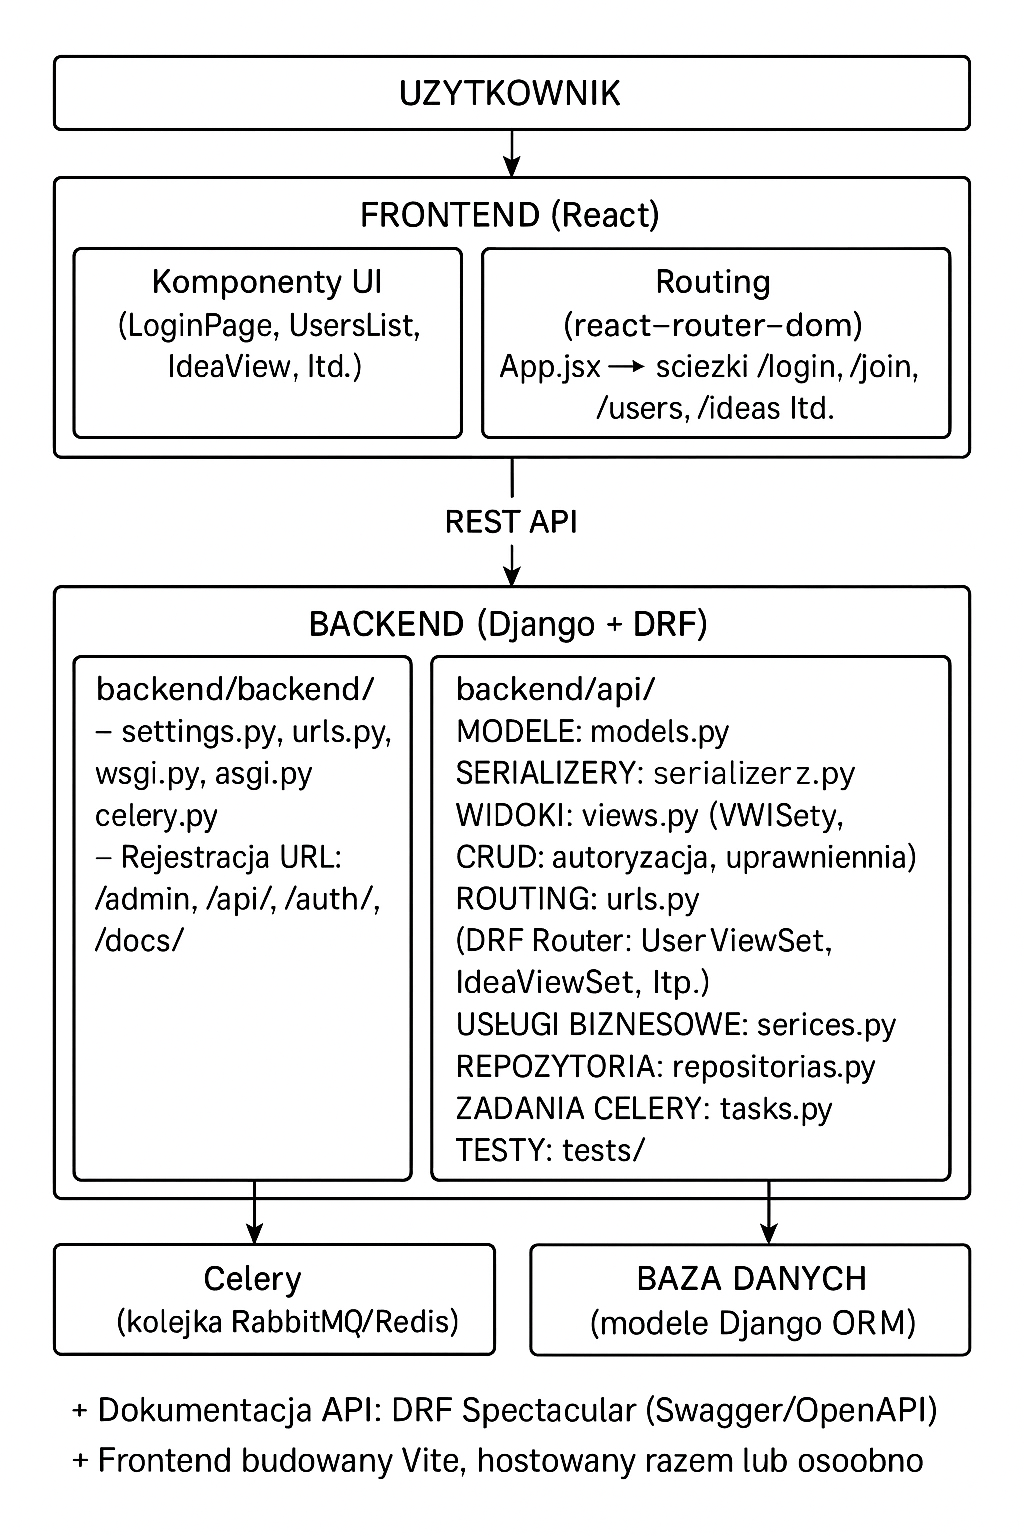 UZYTKOWNIK
FRONTEND (React)
Komponenty UI
(LoginPage, UsersList,
IdeaView, ltd.)
Routing
(react-router-dom)
App.jsx → sciezki /login, /join,
/users, /ideas ltd.
REST API
BACKEND (Django + DRF)
backend/backend/
– settings.py, urls.py,
wsgi.py, asgi.py
celery.py
– Rejestracja URL:
/admin, /api/, /auth/,
/docs/
backend/api/
MODELE: models.py
SERIALIZERY: serializerz.py
WIDOKI: views.py (VWISety,
CRUD: autoryzacja, uprawniennia)
ROUTING: urls.py
(DRF Router: UserViewSet,
IdeaViewSet, Itp.)
USŁUGI BIZNESOWE: serices.py
REPOZYTORIA: repositorias.py
ZADANIA CELERY: tasks.py
TESTY: tests/
Celery
(kolejka RabbitMQ/Redis)
BAZA DANYCH
(modele Django ORM)
+ Dokumentacja API: DRF Spectacular (Swagger/OpenAPI)
+ Frontend budowany Vite, hostowany razem lub osoobno